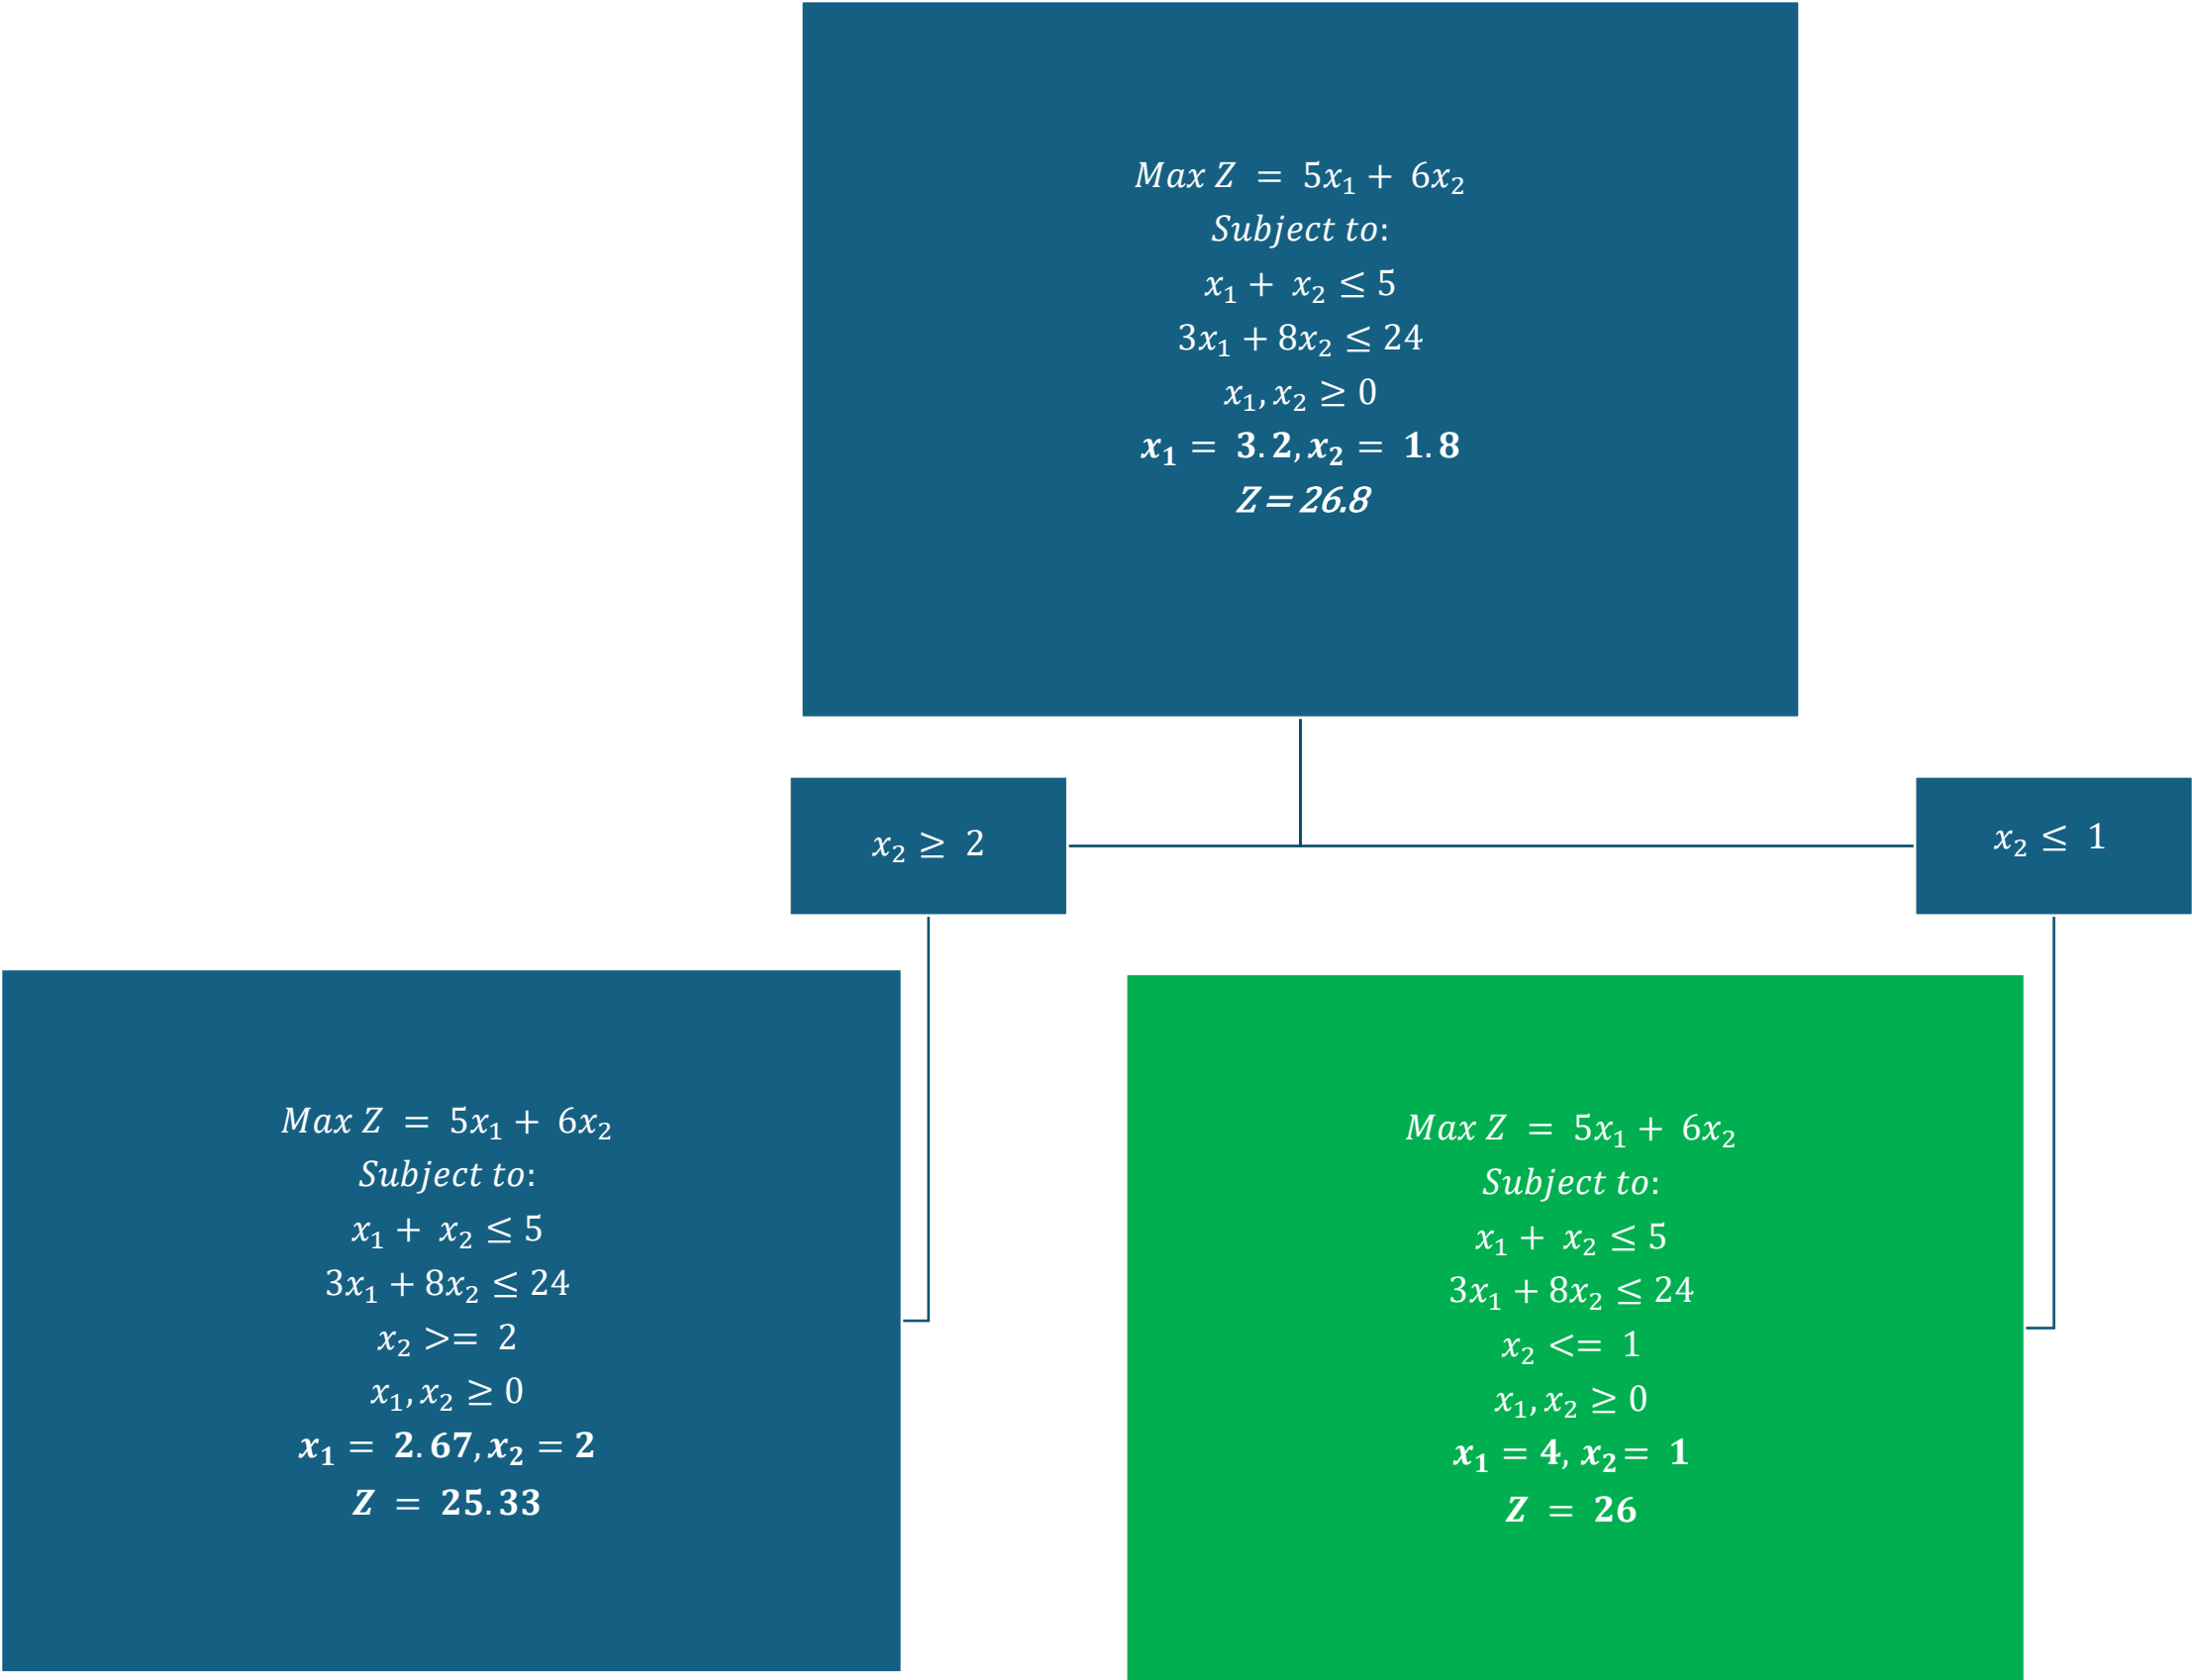 Max Z = 5x₁ + 6x₂
Subject to:
x₁ + x₂ ≤ 5
3x₁ + 8x₂ ≤ 24
x₁, x₂ ≥ 0
x₁ = 3.2, x₂ = 1.8
Z = 26.8
x₂ ≥ 2
x₂ ≤ 1
Max Z = 5x₁ + 6x₂
Subject to:
x₁ + x₂ ≤ 5
3x₁ + 8x₂ ≤ 24
x₂ >= 2
x₁, x₂ ≥ 0
x₁ = 2.67, x₂ = 2
Z = 25.33
Max Z = 5x₁ + 6x₂
Subject to:
x₁ + x₂ ≤ 5
3x₁ + 8x₂ ≤ 24
x₂ <= 1
x₁, x₂ ≥ 0
x₁ = 4, x₂ = 1
Z = 26